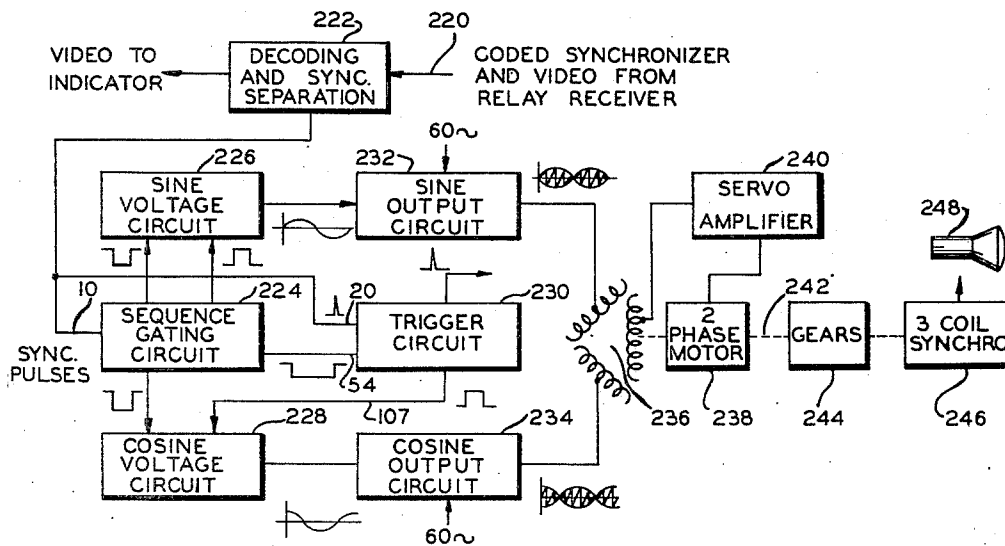 222
220
VIDEO TO
INDICATOR
DECODING
AND SYNC.
SEPARATION
CODED SYNCHRONIZER
AND VIDEO FROM
RELAY RECEIVER
60~
226
232
240
SINE
VOLTAGE
CIRCUIT
SINE
OUTPUT
CIRCUIT
SERVO
AMPLIFIER
248
10
224
20
230
242
SEQUENCE
GATING
CIRCUIT
TRIGGER
CIRCUIT
2
PHASE
MOTOR
GEARS
3 COIL
SYNCHRO
SYNC.
PULSES
54
107
228
234
236
238
244
246
COSINE
VOLTAGE
CIRCUIT
COSINE
OUTPUT
CIRCUIT
60~